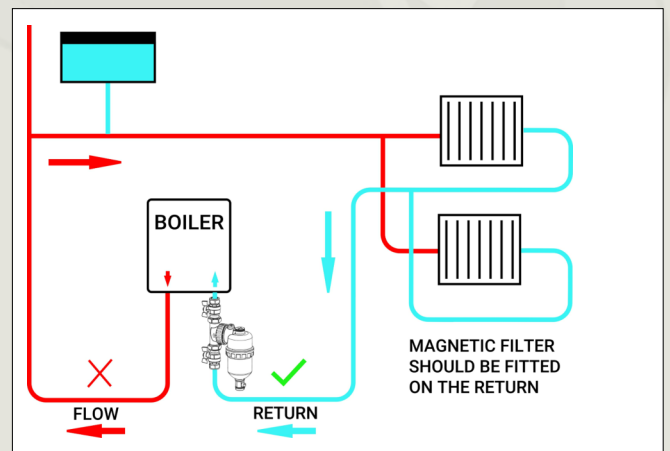 BOILER
MAGNETIC FILTER
SHOULD BE FITTED
ON THE RETURN
FLOW
RETURN